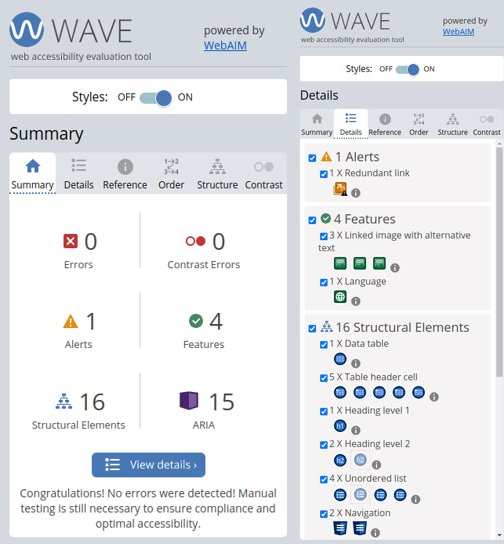 WAVE
powered by
WebAIM
web accessibility evaluation tool
Styles: OFF ON
Summary
Summary Details Reference Order Structure Contrast
0 0
Errors Contrast Errors
1 4
Alerts Features
16 15
Structural Elements ARIA
View details ›
Congratulations! No errors were detected! Manual
testing is still necessary to ensure compliance and
optimal accessibility.
WAVE
powered by
WebAIM
web accessibility evaluation tool
Styles: OFF ON
Details
Summary Details Reference Order Structure Contrast
1 Alerts
1 X Redundant link
4 Features
3 X Linked image with alternative
text
1 X Language
16 Structural Elements
1 X Data table
5 X Table header cell
1 X Heading level 1
h1
2 X Heading level 2
h2 h2
4 X Unordered list
2 X Navigation